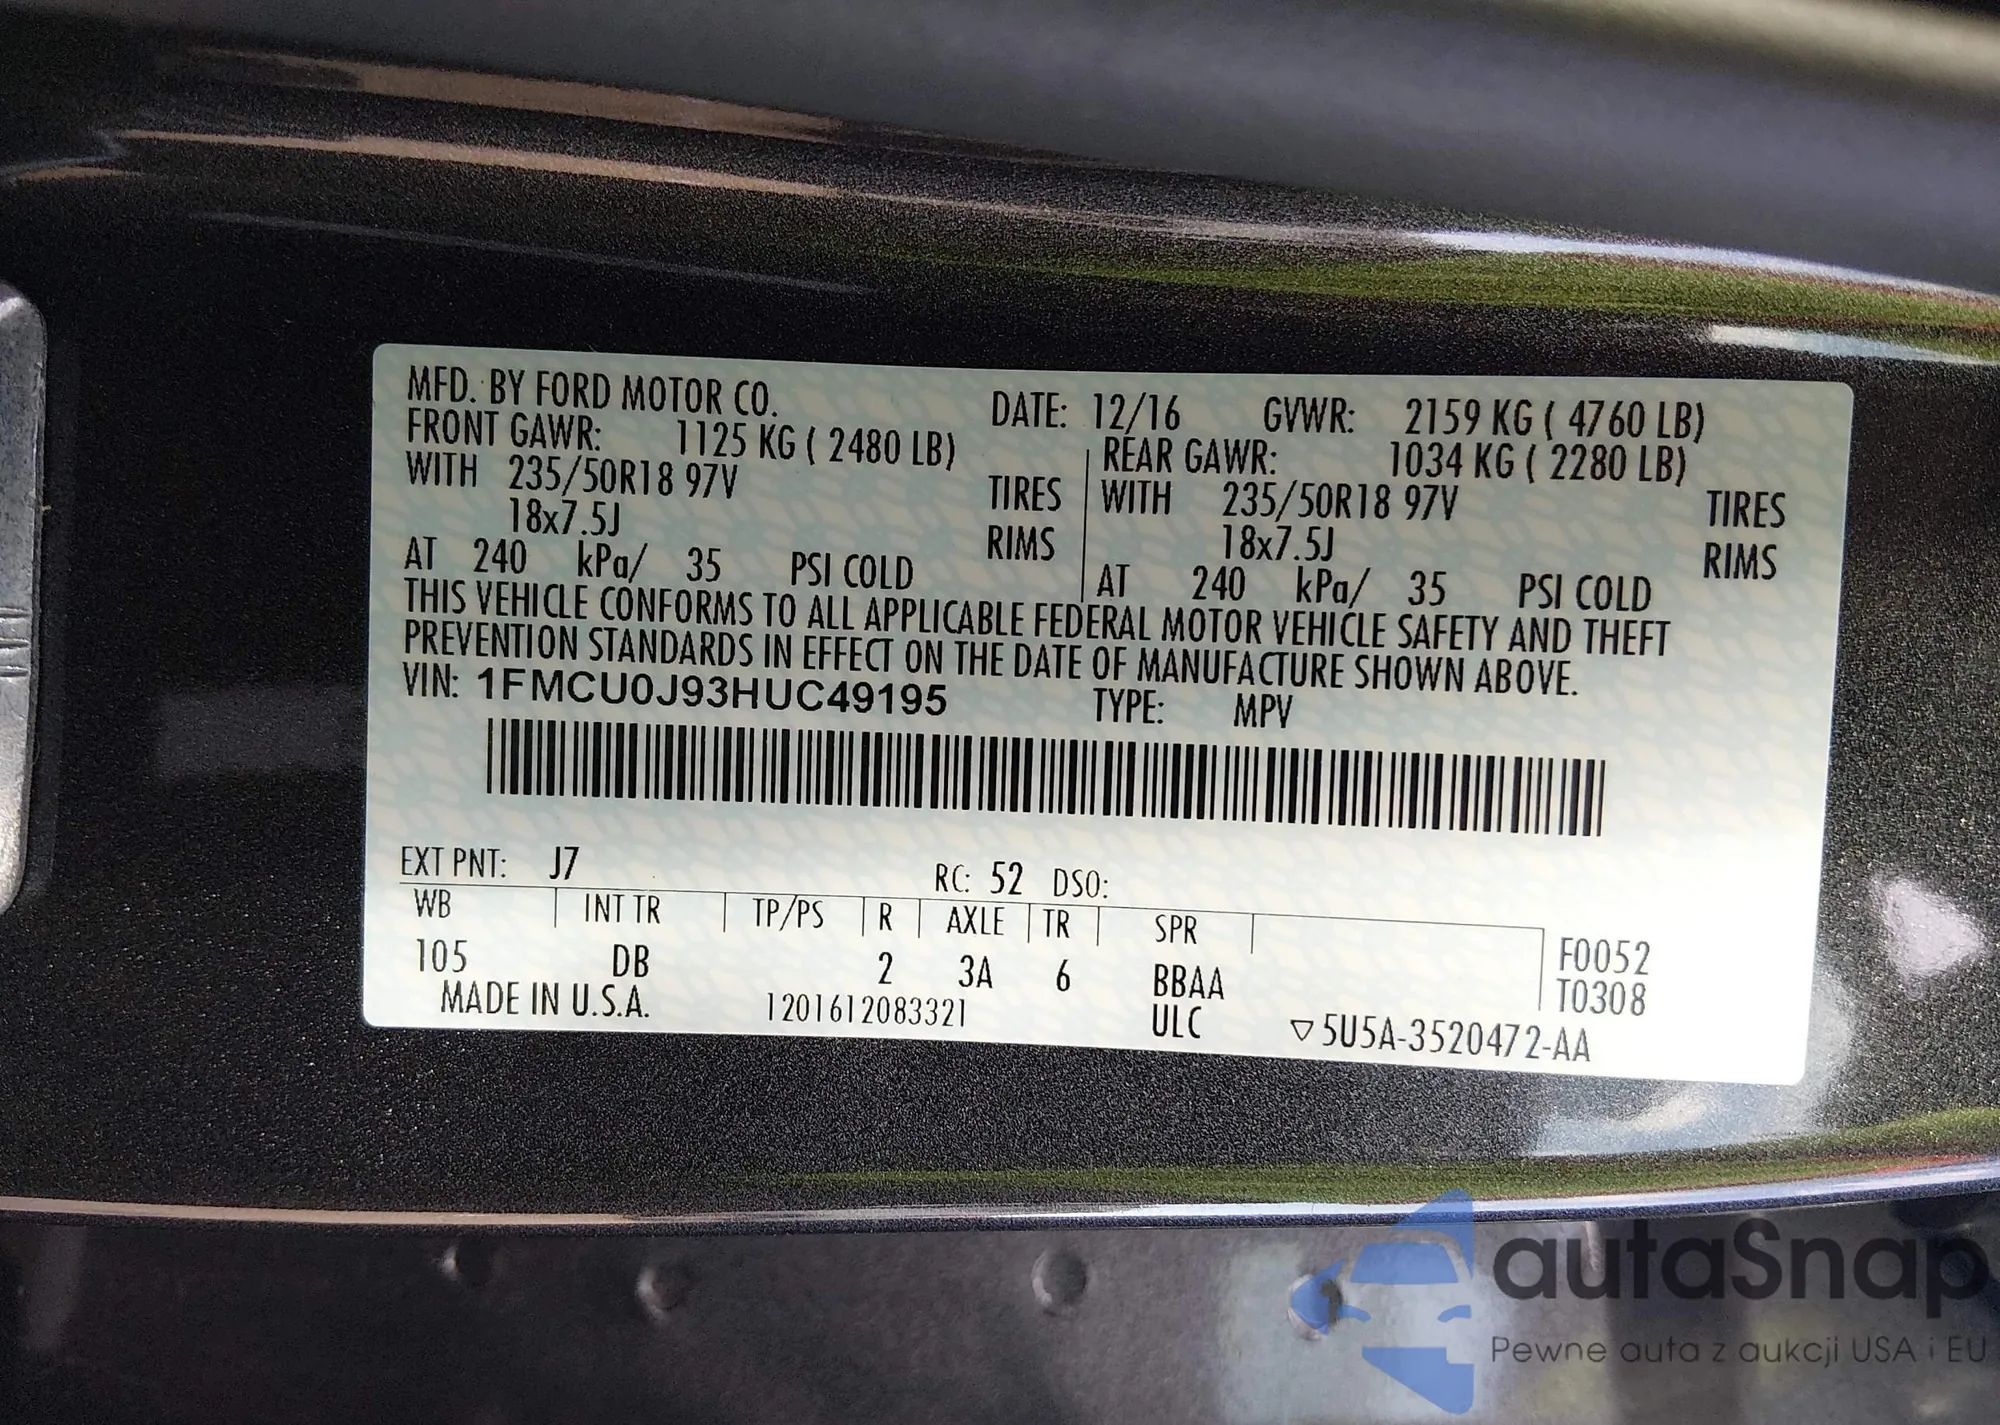 MFD. BY FORD MOTOR CO. DATE: 12/16 GVWR: 2159 KG ( 4760 LB)
FRONT GAWR: 1125 KG ( 2480 LB) REAR GAWR: 1034 KG ( 2280 LB)
WITH 235/50R18 97V TIRES WITH 235/50R18 97V TIRES
18x7.5J RIMS 18x7.5J RIMS
AT 240 kPa/ 35 PSI COLD AT 240 kPa/ 35 PSI COLD
THIS VEHICLE CONFORMS TO ALL APPLICABLE FEDERAL MOTOR VEHICLE SAFETY AND THEFT
PREVENTION STANDARDS IN EFFECT ON THE DATE OF MANUFACTURE SHOWN ABOVE.
VIN: 1FMCU0J93HUC49195 TYPE: MPV
EXT PNT: J7 RC: 52 DSO:
WB INT TR TP/PS R AXLE TR SPR
105 DB 2 3A 6 BBAA F0052
T0308
MADE IN U.S.A. 1201612083321 ULC ▽5U5A-3520472-AA
autaSnap
Pewne auta z aukcji USA i EU